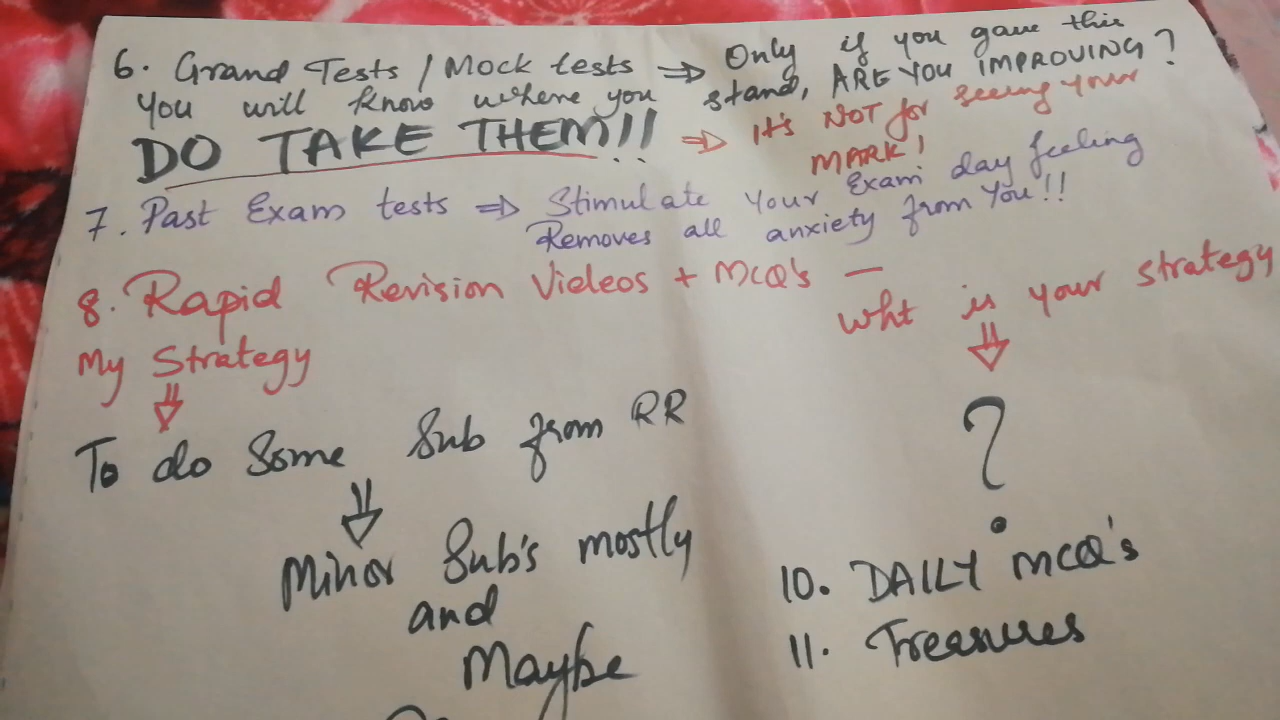 6. Grand Tests / Mock tests ⇒ Only if you gave this
you will know where you stand, ARE YOU IMPROVING?
DO TAKE THEM!! ⇒ It's NOT for seeing your
MARK!
7. Past Exam tests ⇒ Stimulate your Exam day feeling
Removes all anxiety from You!!
8. Rapid Revision Videos + MCQ's —
My Strategy
To do Some Sub from RR
Minor Sub's mostly
and
Maybe
Wht is your strategy
?
10. DAILY MCQ's
11. Treasures